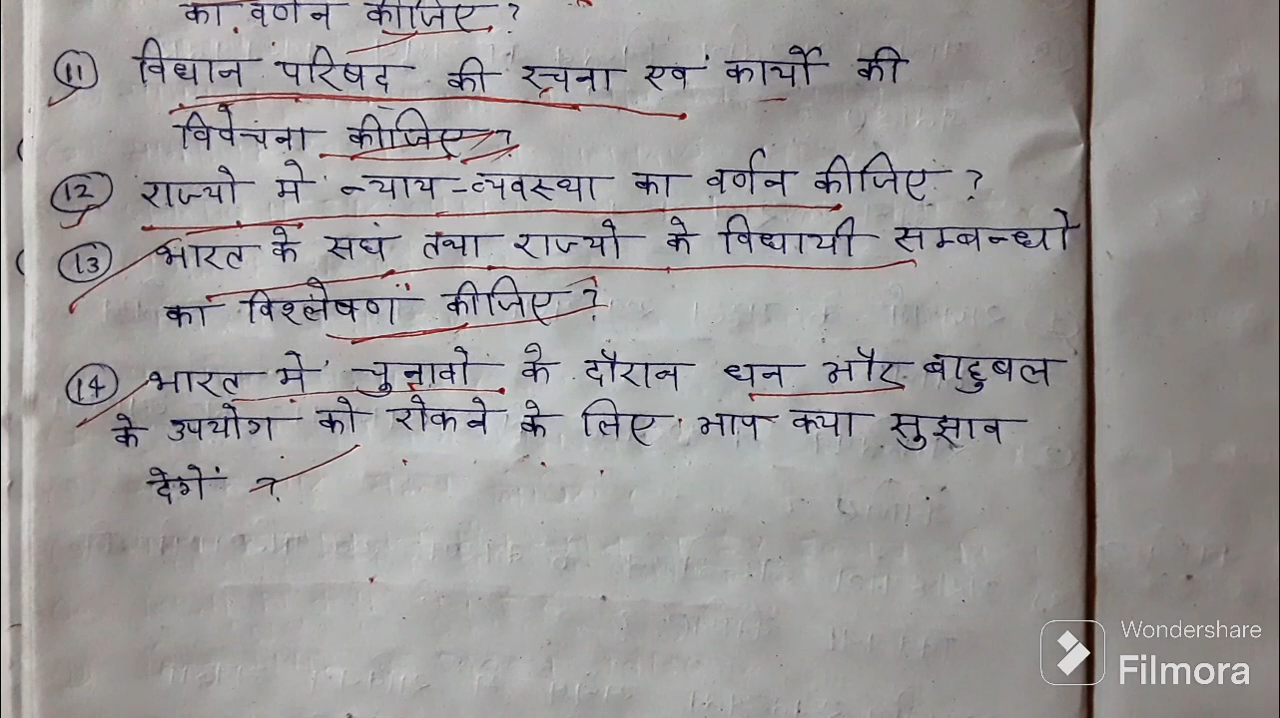 का वर्णन कीजिए ?
11 विधान परिषद की रचना एवं कार्यो की
विवेचना कीजिए ?
12 राज्यो मे न्याय-व्यवस्था का वर्णन कीजिए ?
13 भारत के सघं तथा राज्यो के विधायी सम्बन्धो
का विश्लेषण कीजिए ?
14 भारत मे चुनावो के दौरान धन और बाहुबल
के उपयोग को रोकने के लिए आप क्या सुझाव
देगें ?
Wondershare
Filmora